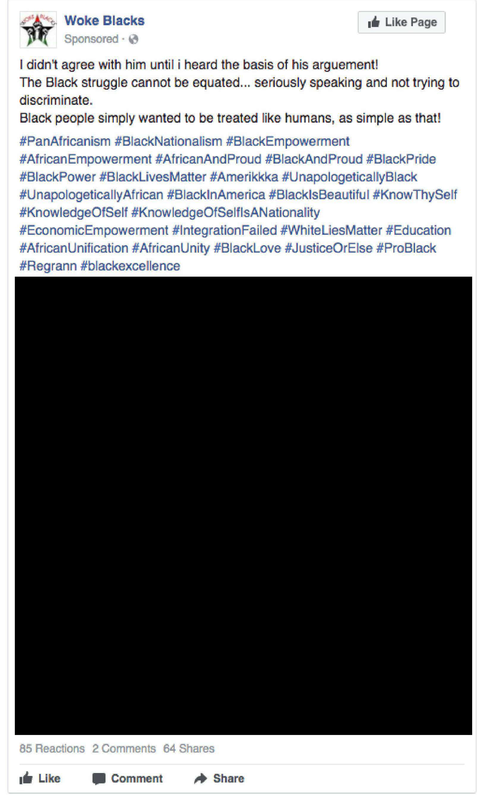 WOKE BLACKS
Woke Blacks
Sponsored ·
Like Page
I didn't agree with him until i heard the basis of his arguement!
The Black struggle cannot be equated... seriously speaking and not trying to
discriminate.
Black people simply wanted to be treated like humans, as simple as that!
#PanAfricanism #BlackNationalism #BlackEmpowerment
#AfricanEmpowerment #AfricanAndProud #BlackAndProud #BlackPride
#BlackPower #BlackLivesMatter #Amerikkka #UnapologeticallyBlack
#UnapologeticallyAfrican #BlackInAmerica #BlackIsBeautiful #KnowThySelf
#KnowledgeOfSelf #KnowledgeOfSelfIsANationality
#EconomicEmpowerment #IntegrationFailed #WhiteLiesMatter #Education
#AfricanUnification #AfricanUnity #BlackLove #JusticeOrElse #ProBlack
#Regrann #blackexcellence
85 Reactions 2 Comments 64 Shares
Like Comment Share